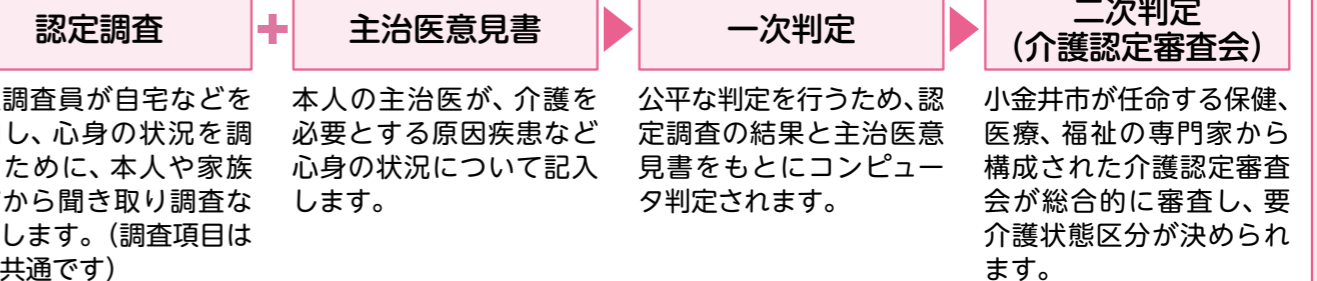 認定調査
調査員が自宅などを
し、心身の状況を調
ために、本人や家族
から聞き取り調査な
します。（調査項目は
共通です）
主治医意見書
本人の主治医が、介護を
必要とする原因疾患など
心身の状況について記入
します。
一次判定
公平な判定を行うため、認
定調査の結果と主治医意
見書をもとにコンピュー
タ判定されます。
二次判定
（介護認定審査会）
小金井市が任命する保健、
医療、福祉の専門家から
構成された介護認定審査
会が総合的に審査し、要
介護状態区分が決められ
ます。